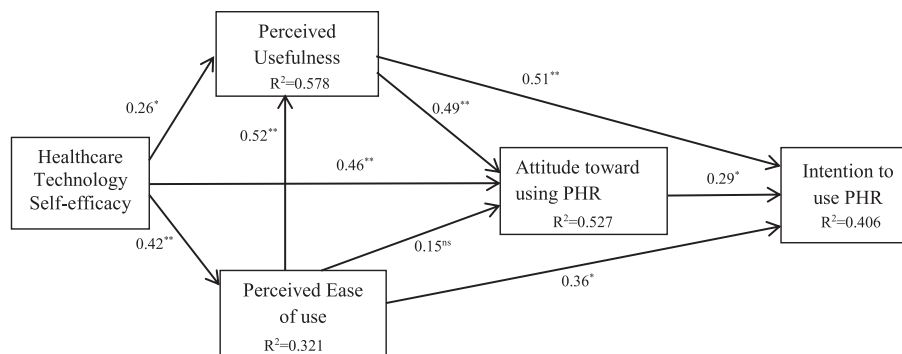 Perceived
Usefulness
R²=0.578
0.51**
0.26*
0.49**
0.52**
Healthcare
Technology
Self-efficacy
0.46**
Attitude toward
using PHR
R²=0.527
0.29*
Intention to
use PHR
R²=0.406
0.42**
0.15ns
0.36*
Perceived Ease
of use
R²=0.321